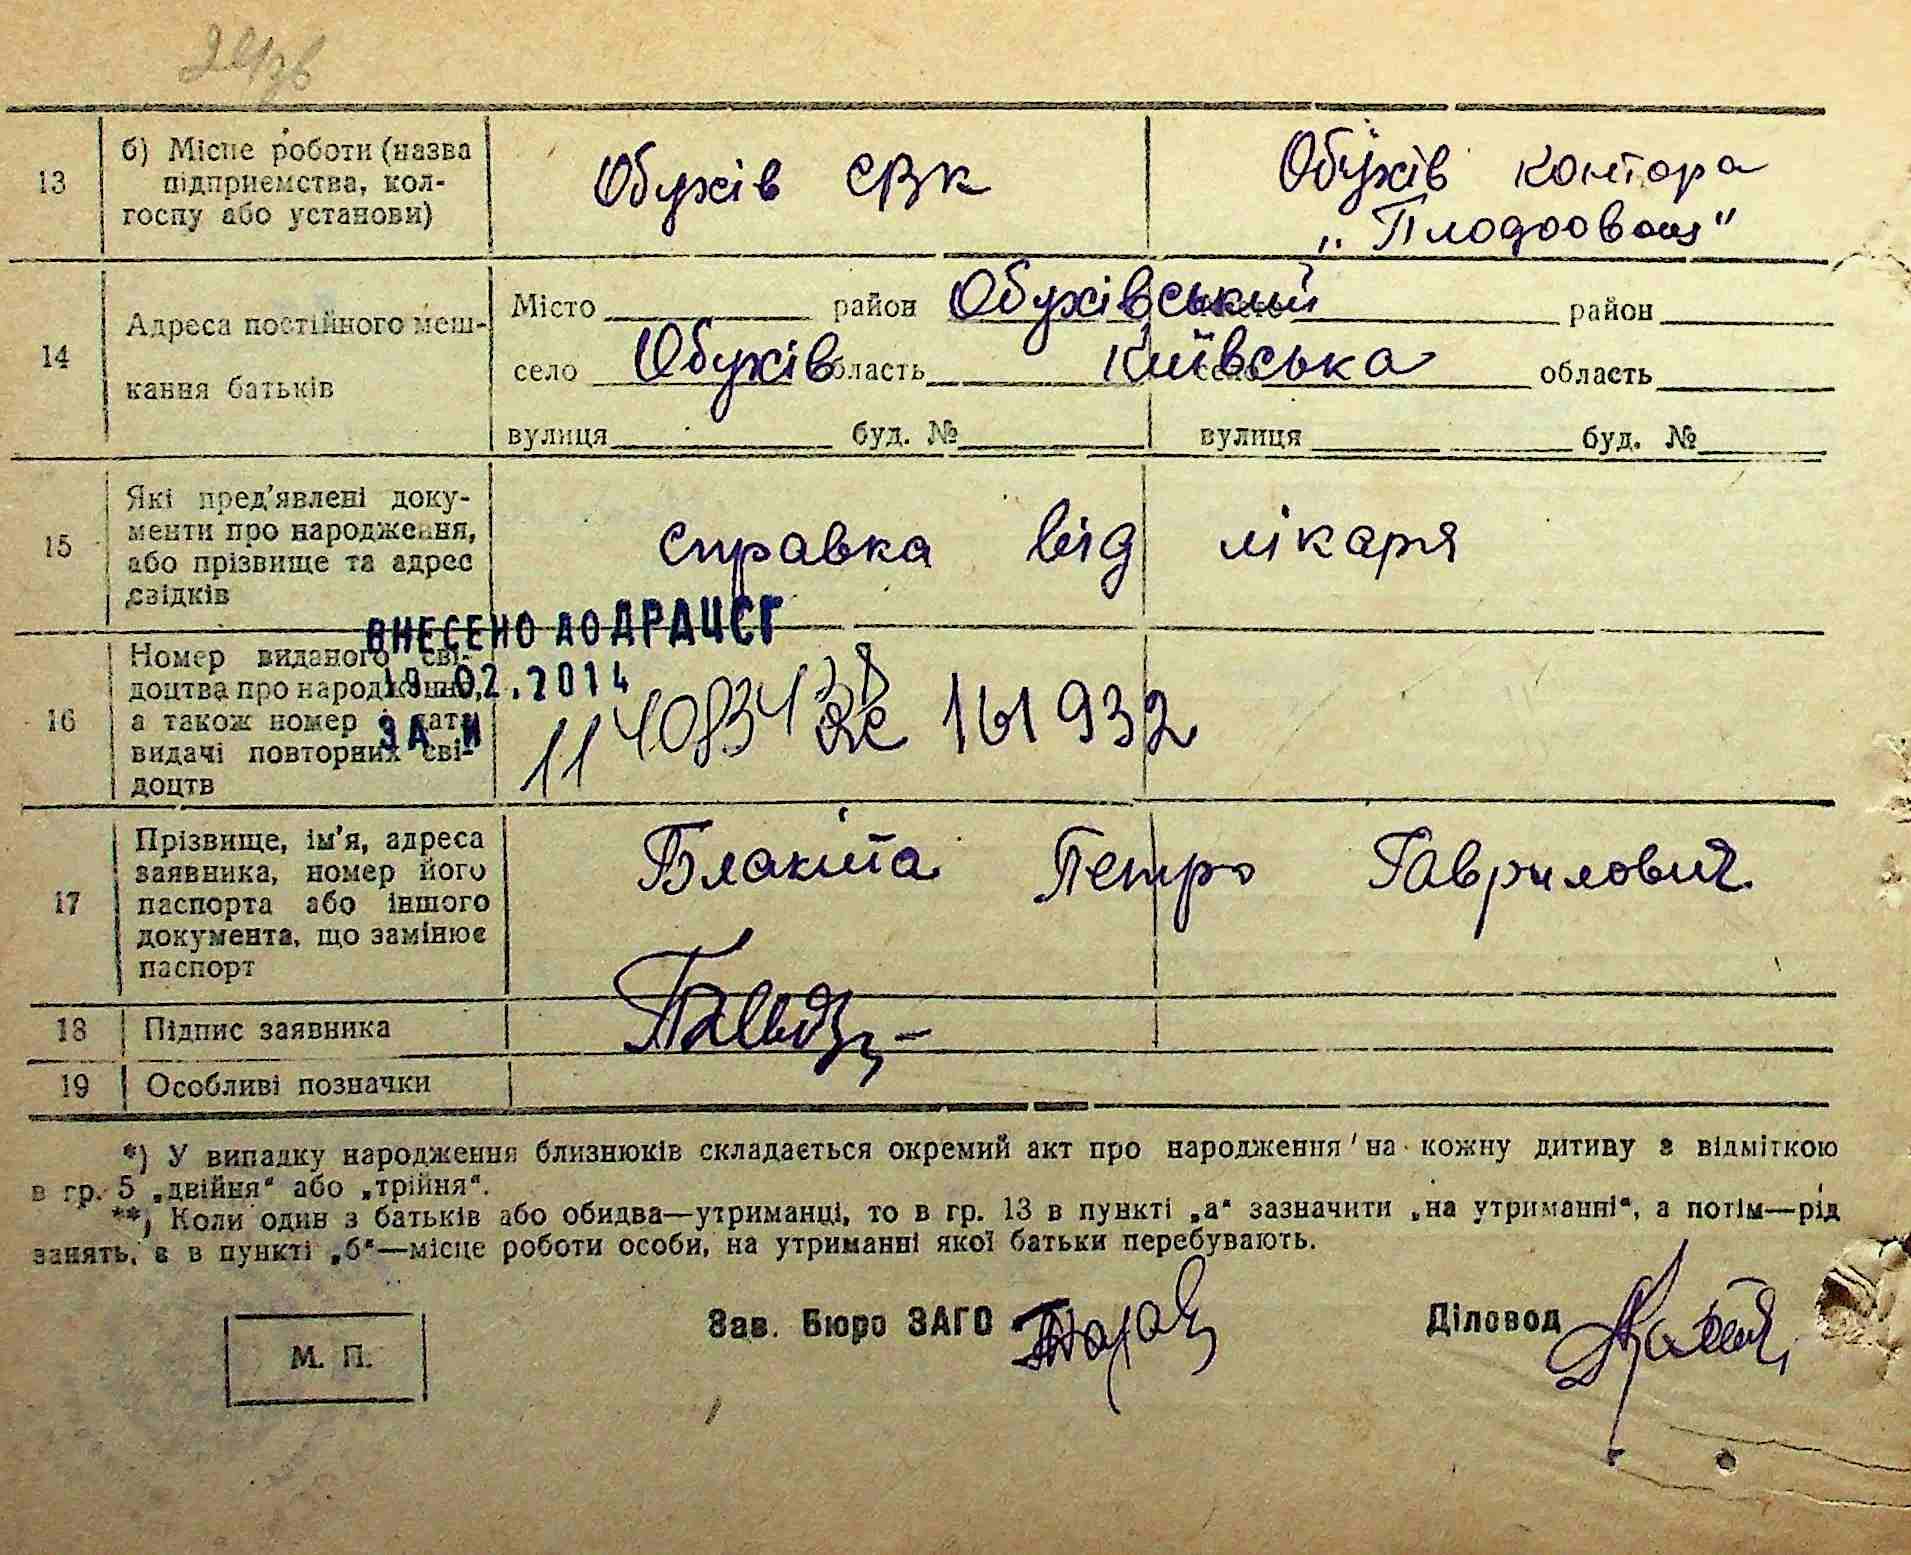 24зв
13 б) Місце роботи (назва Обухів СВК Обухів контора
підприємства, кол- „Плодоовощ"
госпу або установи)
14 Адреса постійного меш- Місто район Обухівський район
кання батьків село Обухів область Київська село область
вулиця буд. № вулиця буд. №
15 Які пред'явлені доку- справка від лікаря
менти про народження,
або прізвище та адрес
свідків
ВНЕСЕНО ДО ДРАЦСГ
19.02.2014
ЗА №
16 Номер виданого сві-
доцтва про народження, 161932
а також номер і дата
видачі повторних сві-
доцтв
17 Прізвище, ім'я, адреса Блакита Петро Гаврилович
заявника, номер його
паспорта або іншого
документа, що замінює
паспорт
18 Підпис заявника
19 Особливі позначки
*) У випадку народження близнюків складається окремий акт про народження на кожну дитину з відміткою
в гр. 5 „двійня“ або „трійня“.
**) Коли один з батьків або обидва—утриманці, то в гр. 13 в пункті „а“ зазначити „на утриманні“, а потім—рід
занять, а в пункті „б“—місце роботи особи, на утриманні якої батьки перебувають.
Зав. Бюро ЗАГС Діловод
М. П.